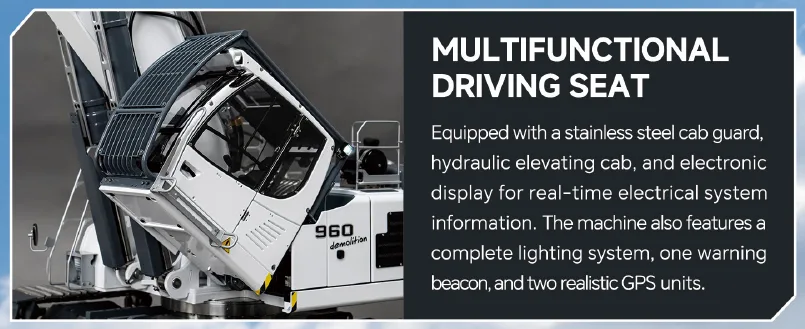 MULTIFUNCTIONAL
DRIVING SEAT
Equipped with a stainless steel cab guard,
hydraulic elevating cab, and electronic
display for real-time electrical system
information. The machine also features a
complete lighting system, one warning
beacon, and two realistic GPS units.
960
demolition